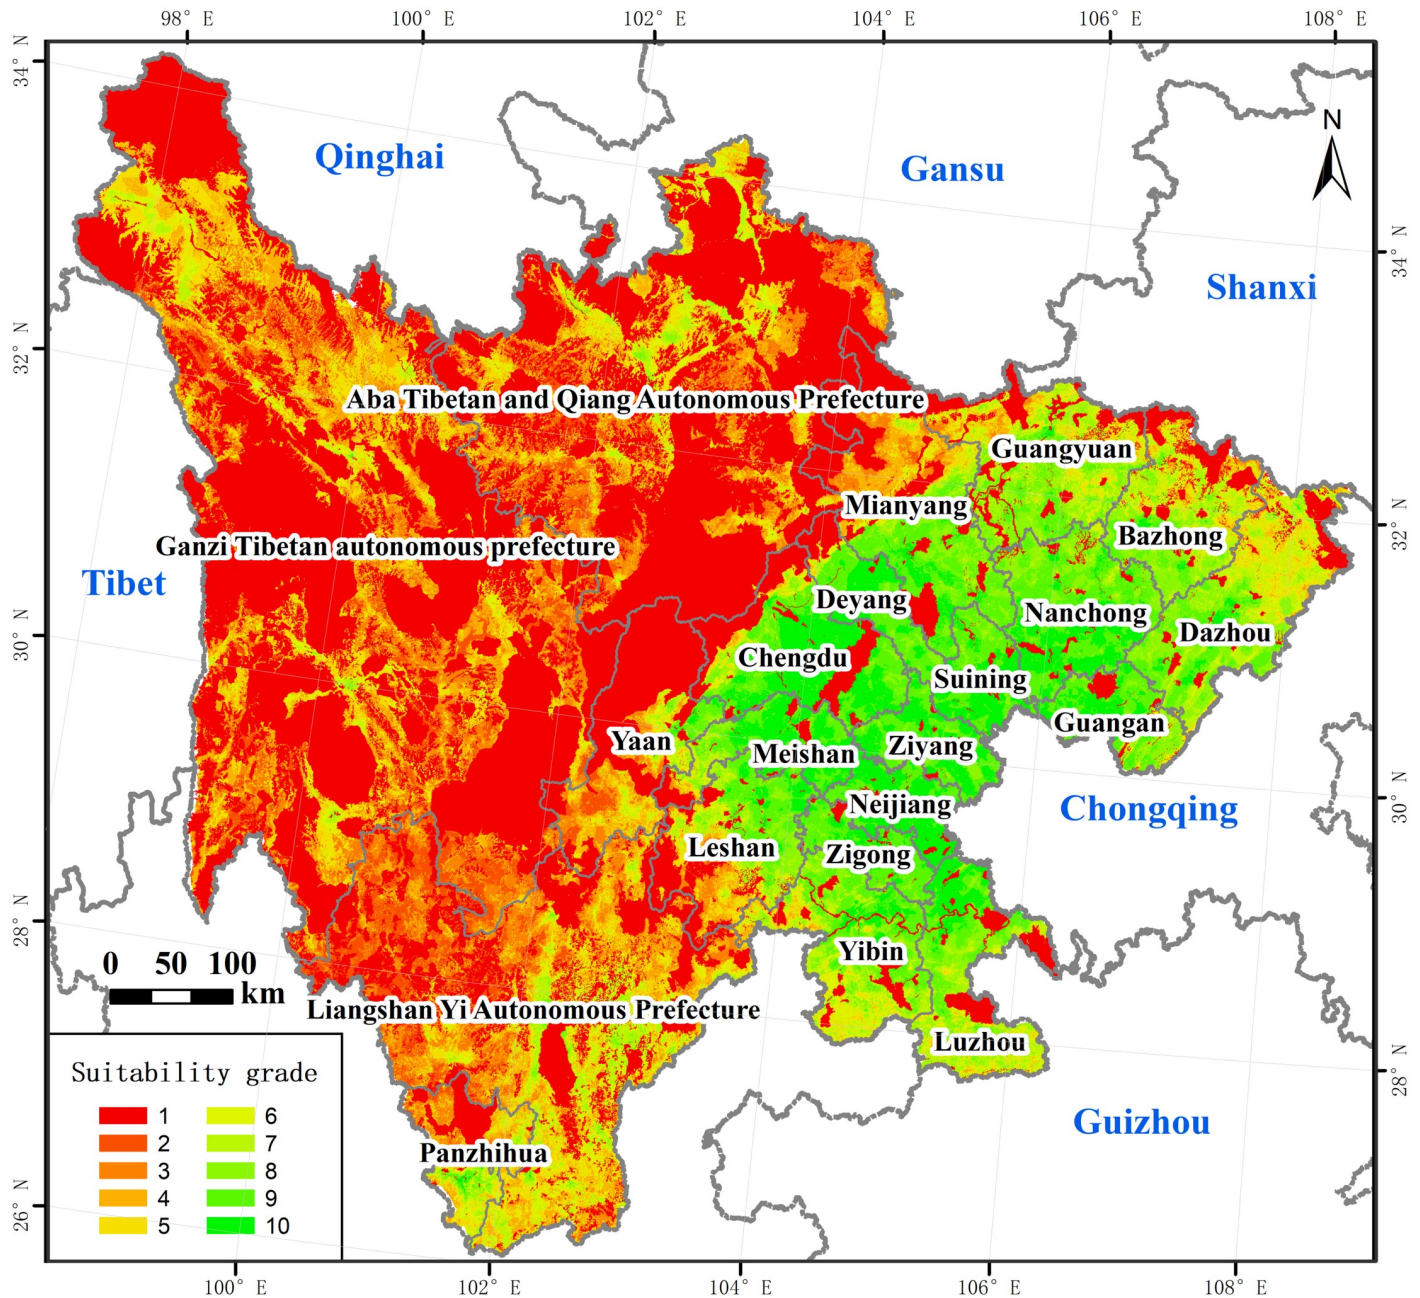 98° E
100° E
102° E
104° E
106° E
108° E
34° N
32° N
30° N
28° N
26° N
34° N
32° N
30° N
28° N
N
Qinghai
Gansu
Shanxi
Tibet
Chongqing
Guizhou
Aba Tibetan and Qiang Autonomous Prefecture
Guangyuan
Mianyang
Bazhong
Ganzi Tibetan autonomous prefecture
Deyang
Nanchong
Dazhou
Chengdu
Suining
Guangan
Yaan
Meishan
Ziyang
Neijiang
Leshan
Zigong
Yibin
Liangshan Yi Autonomous Prefecture
Luzhou
Panzhihua
0 50 100
km
Suitability grade
1 6
2 7
3 8
4 9
5 10
100° E
102° E
104° E
106° E
108° E